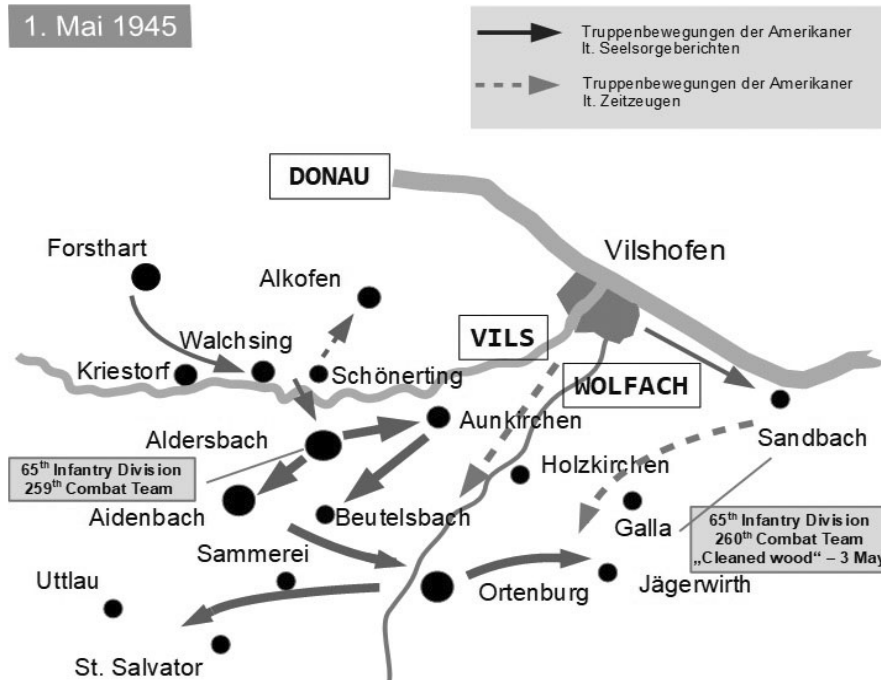 1. Mai 1945
Truppenbewegungen der Amerikaner
lt. Seelsorgeberichten
Truppenbewegungen der Amerikaner
lt. Zeitzeugen
DONAU
Forsthart
Vilshofen
Alkofen
Walchsing
VILS
Kriestorf
Schönerting
WOLFACH
Aunkirchen
Aldersbach
Sandbach
65th Infantry Division
259th Combat Team
Holzkirchen
Aidenbach
Beutelsbach
Galla
65th Infantry Division
260th Combat Team
„Cleaned wood“ – 3 May
Sammerei
Uttlau
Ortenburg
Jägerwirth
St. Salvator